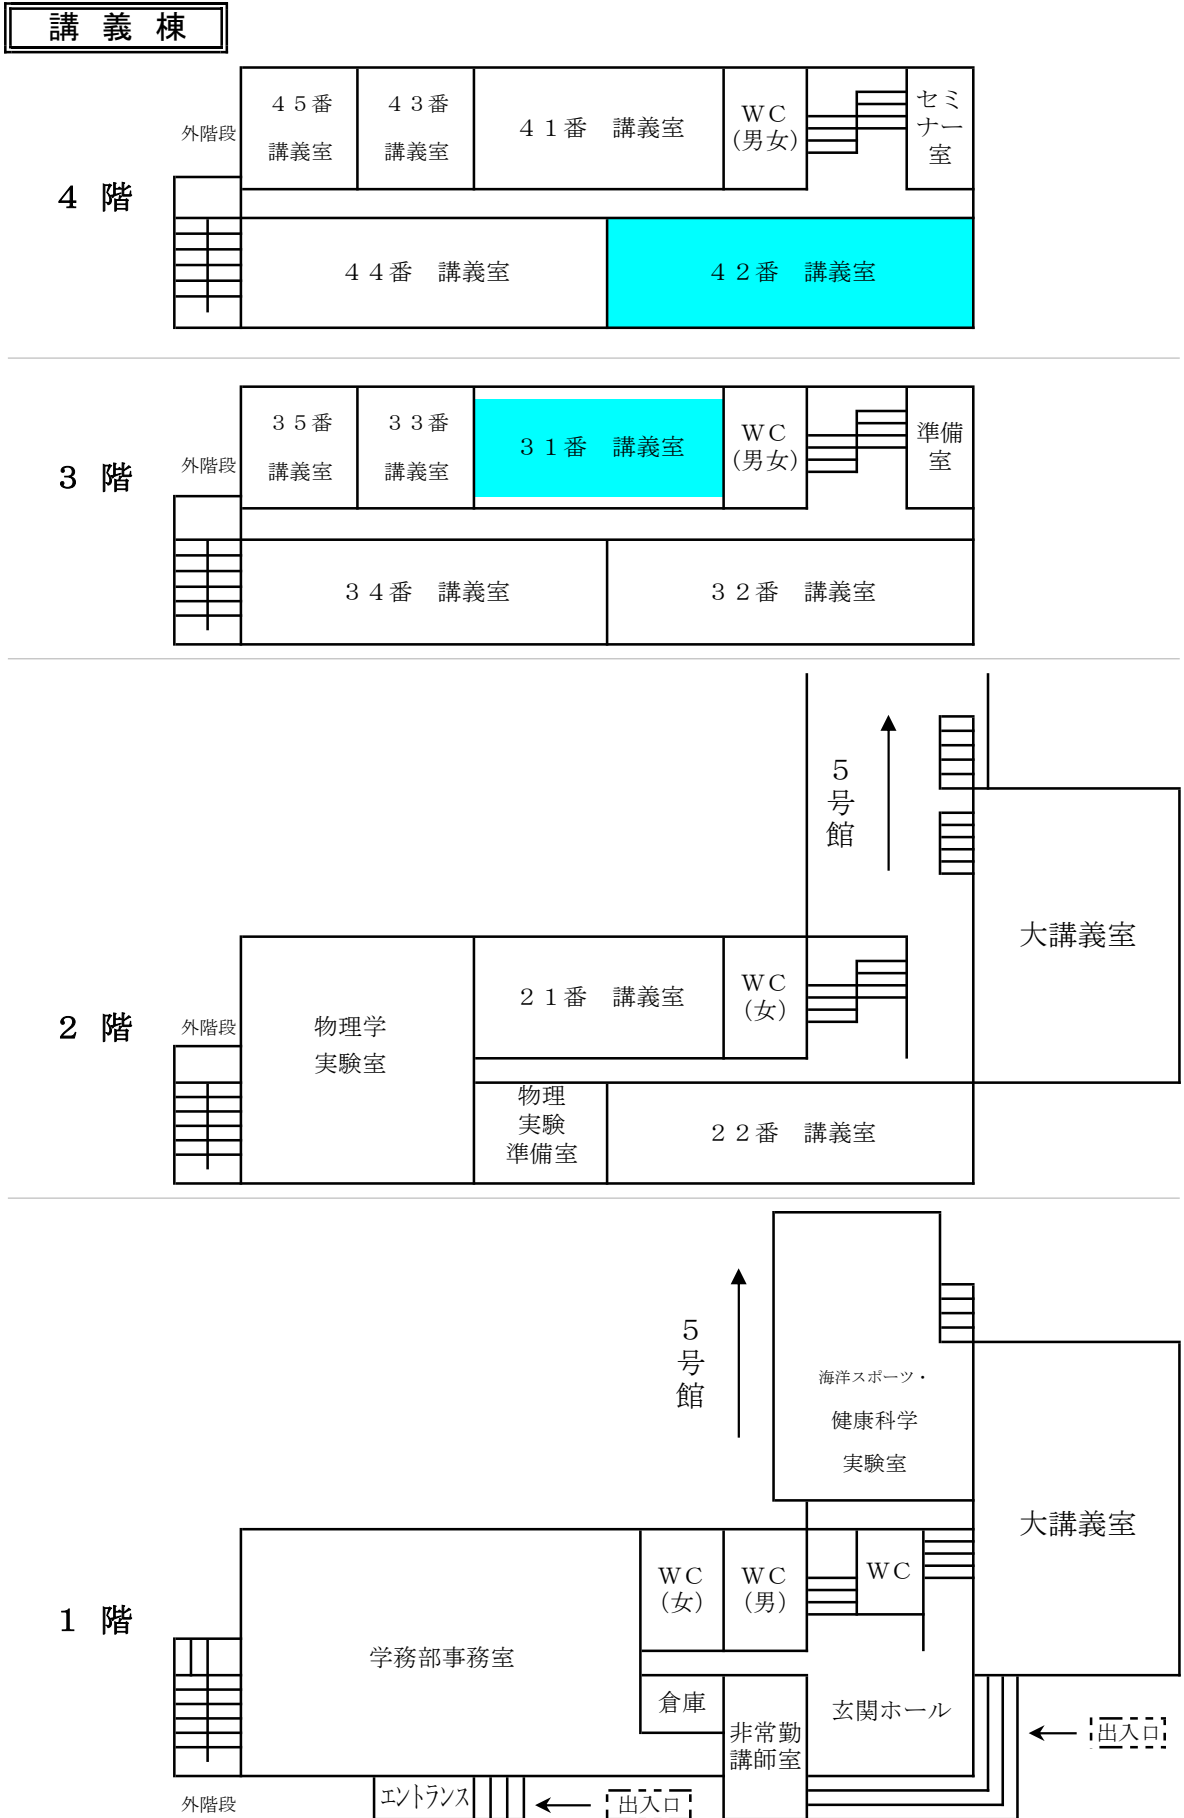 講義棟
４５番
講義室
４３番
講義室
４１番　講義室
ＷＣ
（男女）
セミ
ナー
室
外階段
４ 階
４４番　講義室
４２番　講義室
３５番
講義室
３３番
講義室
３１番　講義室
ＷＣ
（男女）
準備
室
外階段
３ 階
３４番　講義室
３２番　講義室
５
号
館
大講義室
２１番　講義室
ＷＣ
（女）
物理学
実験室
外階段
２ 階
物理
実験
準備室
２２番　講義室
５
号
館
海洋スポーツ・
健康科学
実験室
大講義室
ＷＣ
（女）
ＷＣ
（男）
ＷＣ
１ 階
学務部事務室
倉庫
非常勤
講師室
玄関ホール
出入口
外階段
エントランス
出入口